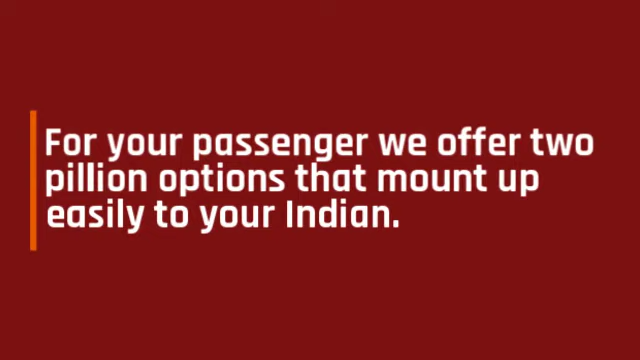 For your passenger we offer two
pillion options that mount up
easily to your Indian.